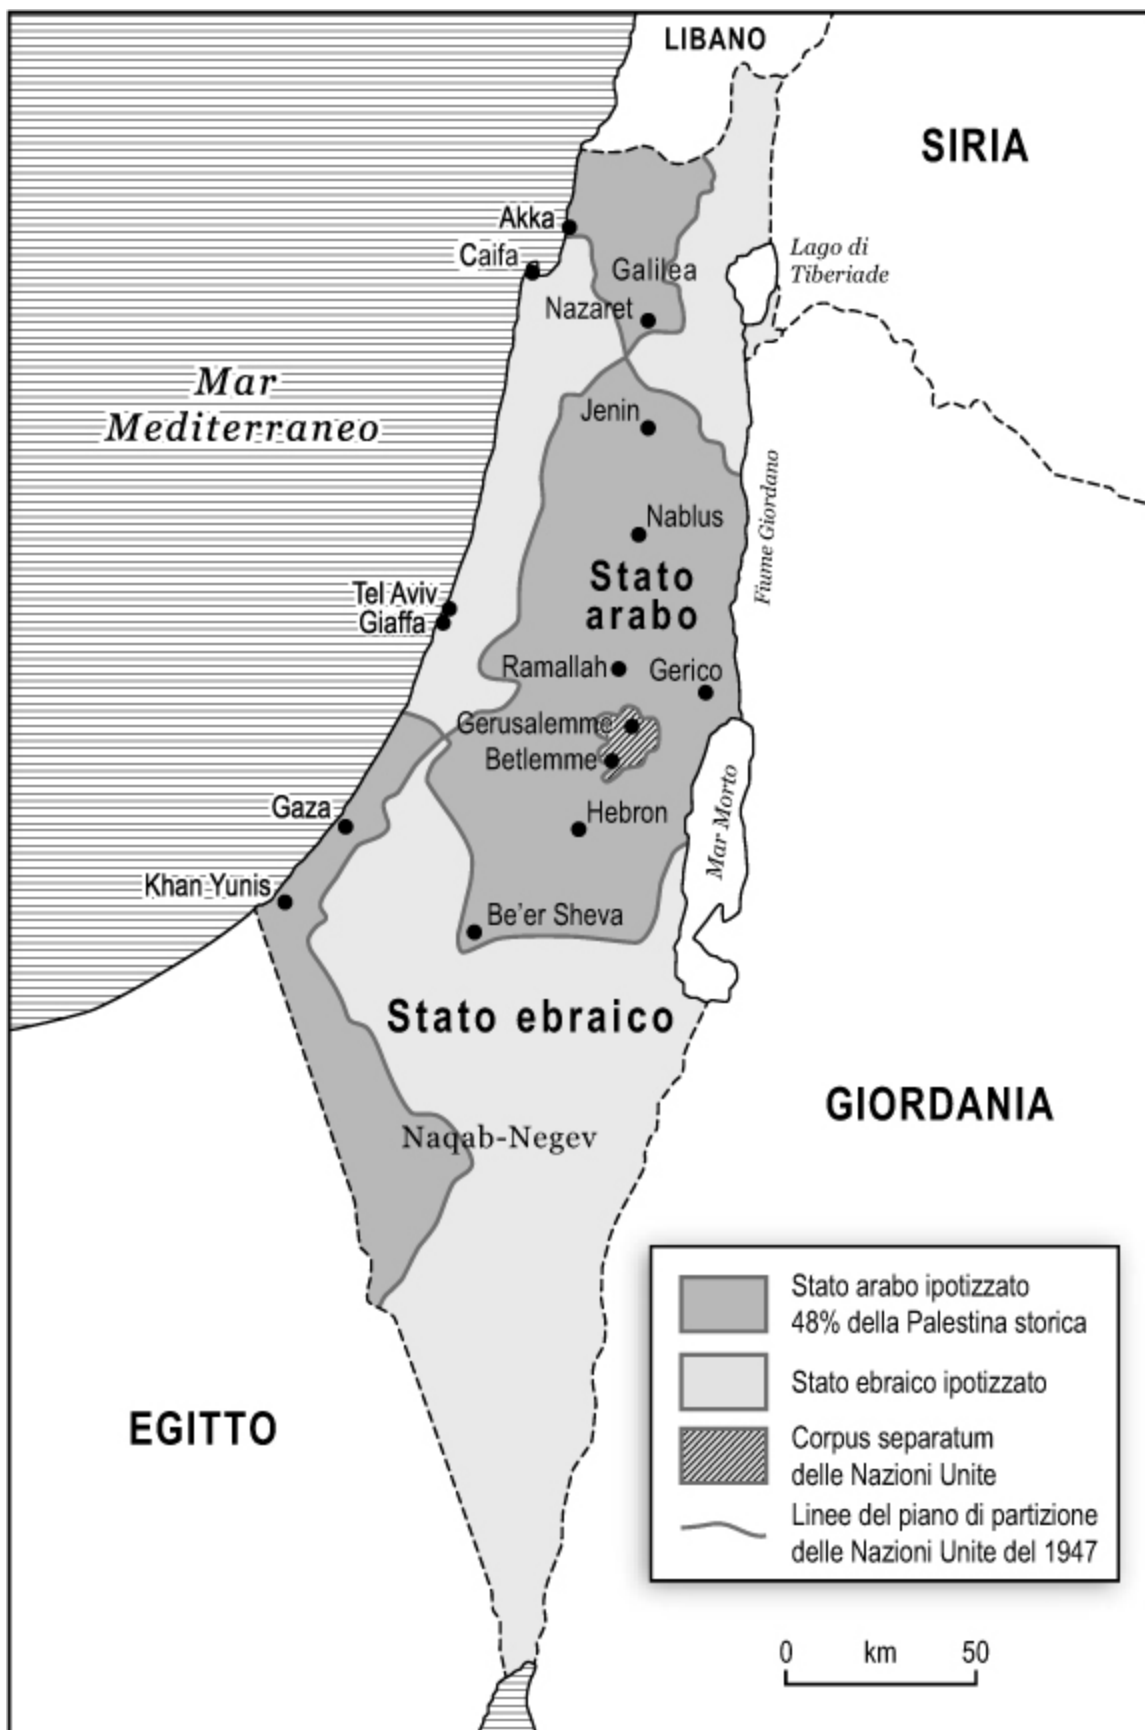 LIBANO
SIRIA
Akka
Caifa
Galilea
Lago di
Tiberiade
Nazaret
Mar
Mediterraneo
Jenin
Fiume Giordano
Nablus
Stato
arabo
Tel Aviv
Giaffa
Ramallah
Gerico
Gerusalemme
Betlemme
Mar Morto
Gaza
Hebron
Khan Yunis
Be’er Sheva
Stato ebraico
GIORDANIA
Naqab-Negev
EGITTO
Stato arabo ipotizzato
48% della Palestina storica
Stato ebraico ipotizzato
Corpus separatum
delle Nazioni Unite
Linee del piano di partizione
delle Nazioni Unite del 1947
0 km 50